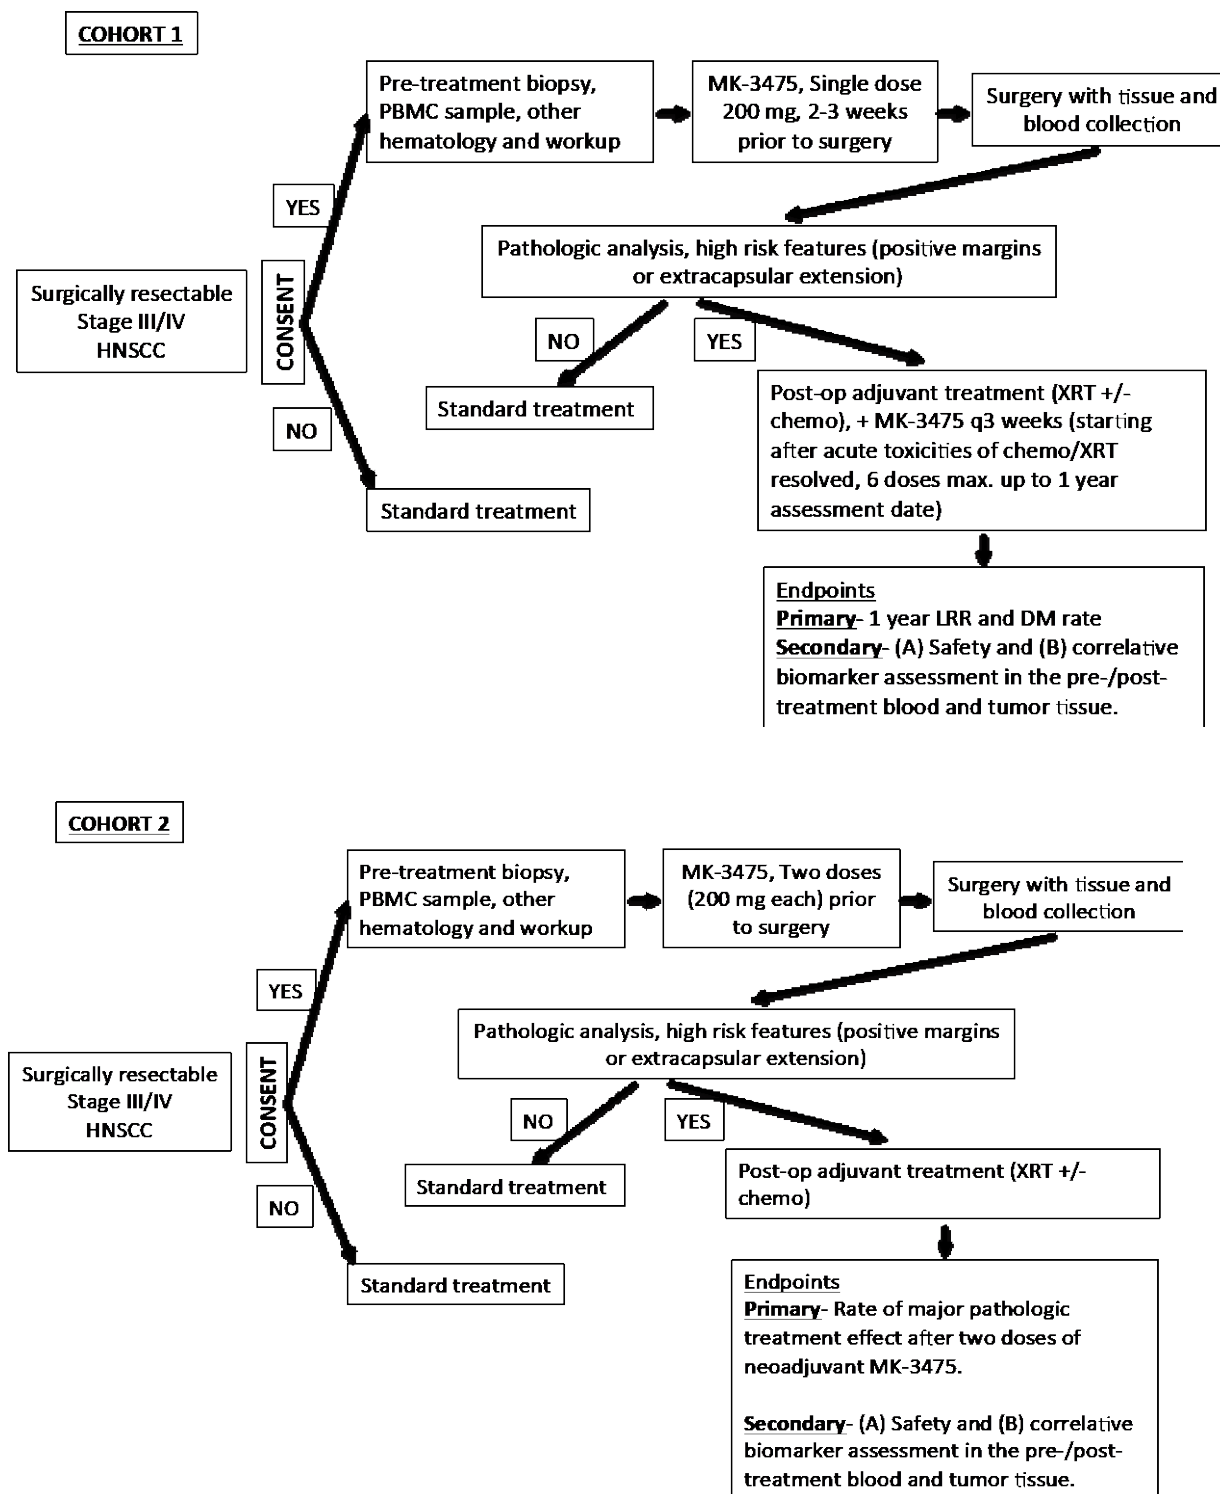 COHORT 1
Pre-treatment biopsy,
PBMC sample, other
hematology and workup
MK-3475, Single dose
200 mg, 2-3 weeks
prior to surgery
Surgery with tissue and
blood collection
YES
CONSENT
NO
Surgically resectable
Stage III/IV
HNSCC
Pathologic analysis, high risk features (positive margins
or extracapsular extension)
NO
YES
Standard treatment
Standard treatment
Post-op adjuvant treatment (XRT +/-
chemo), + MK-3475 q3 weeks (starting
after acute toxicities of chemo/XRT
resolved, 6 doses max. up to 1 year
assessment date)
Endpoints
Primary- 1 year LRR and DM rate
Secondary- (A) Safety and (B) correlative
biomarker assessment in the pre-/post-
treatment blood and tumor tissue.
COHORT 2
Pre-treatment biopsy,
PBMC sample, other
hematology and workup
MK-3475, Two doses
(200 mg each) prior
to surgery
Surgery with tissue and
blood collection
YES
CONSENT
NO
Surgically resectable
Stage III/IV
HNSCC
Pathologic analysis, high risk features (positive margins
or extracapsular extension)
NO
YES
Standard treatment
Standard treatment
Post-op adjuvant treatment (XRT +/-
chemo)
Endpoints
Primary- Rate of major pathologic
treatment effect after two doses of
neoadjuvant MK-3475.
Secondary- (A) Safety and (B) correlative
biomarker assessment in the pre-/post-
treatment blood and tumor tissue.